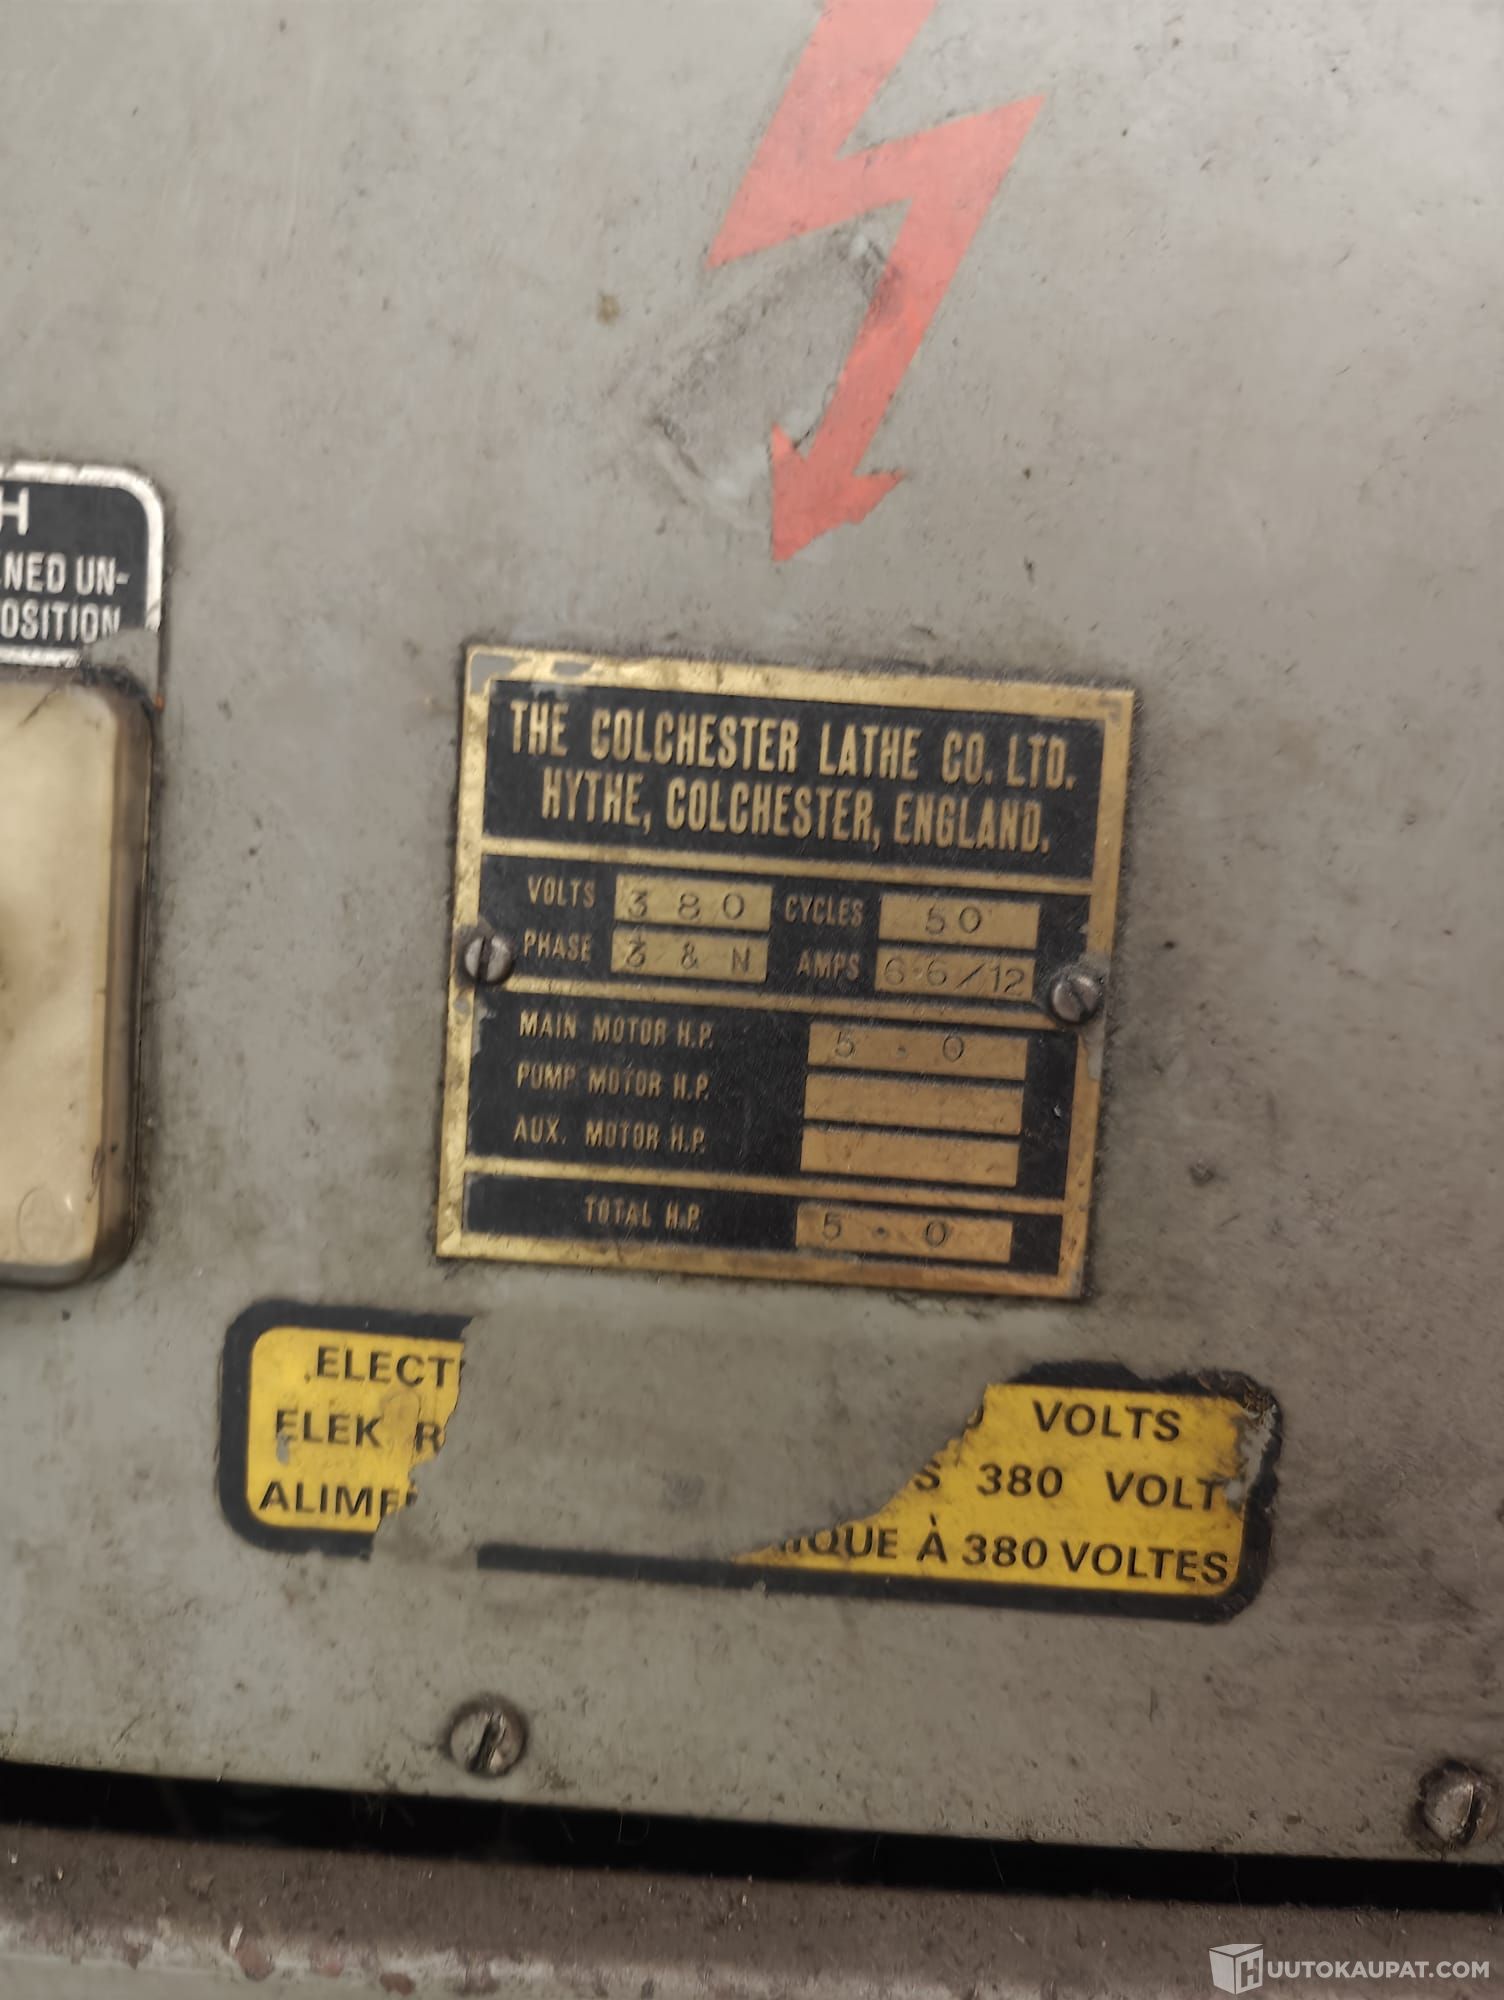 H
NED UN-
OSITION
THE COLCHESTER LATHE CO. LTD.
HYTHE, COLCHESTER, ENGLAND.
VOLTS 380 CYCLES 50
PHASE 3 & N AMPS 6·6/12
MAIN MOTOR H.P. 5 . 0
PUMP MOTOR H.P.
AUX. MOTOR H.P.
TOTAL H.P. 5 . 0
ELECT VOLTS
ELEK R S 380 VOLT
ALIME IQUE À 380 VOLTES
HUUTOKAUPAT.COM